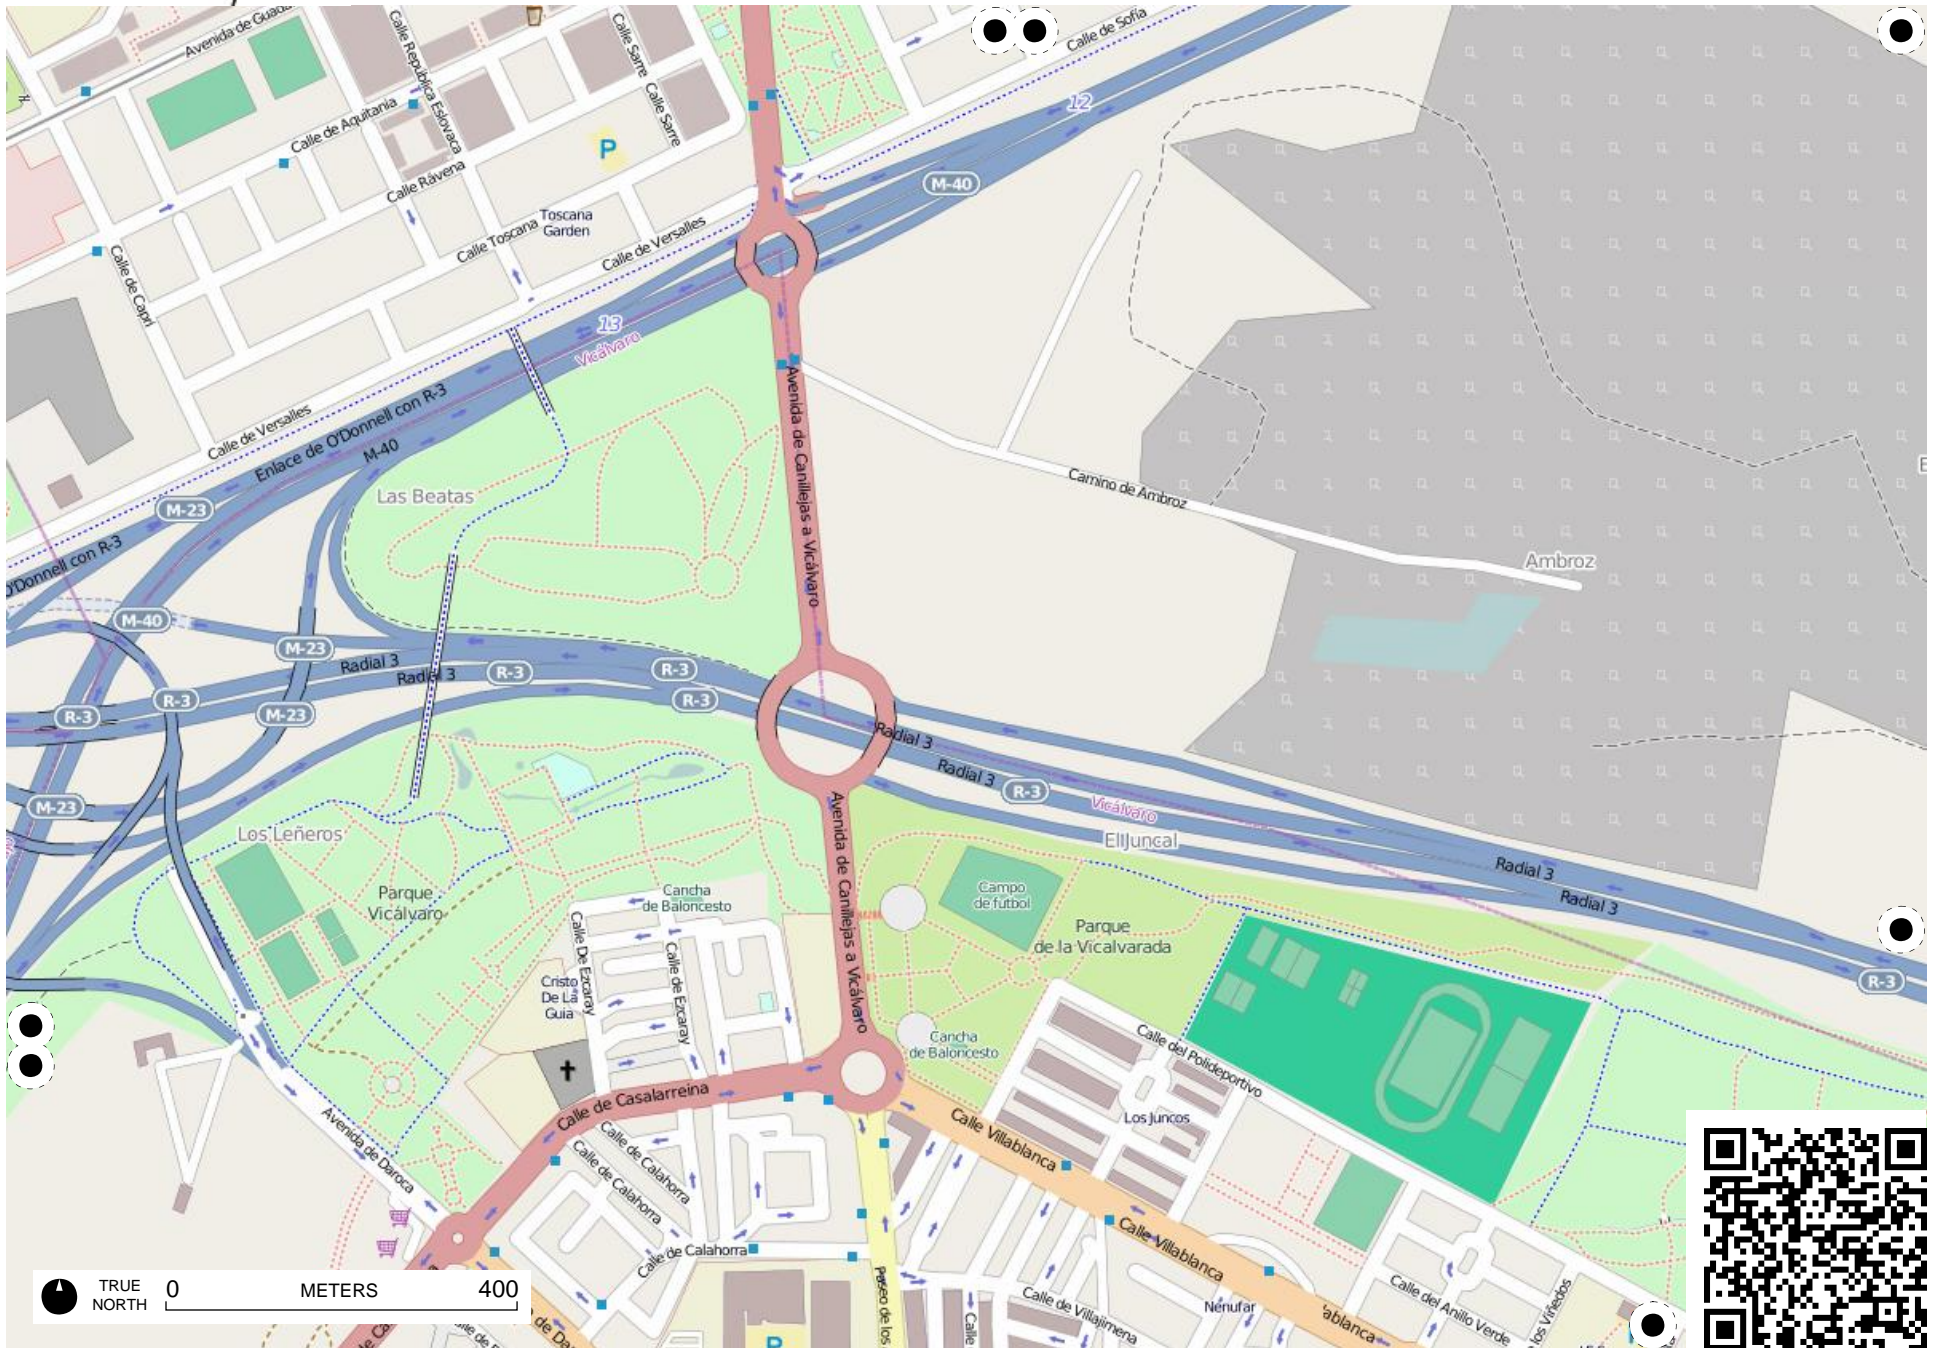 Calle de Sofía
Calle República Eslovaca
Calle Sarre
Calle Sarre
12
Calle de Aquitania
P
M-40
Calle Rávena
Toscana
Garden
Calle Toscana
Calle de Versalles
Calle de Capri
13
Vicálvaro
Avenida de Canillejas a Vicálvaro
Calle de Versalles
Enlace de O'Donnell con R-3
M-40
Las Beatas
Camino de Ambroz
M-23
O'Donnell con R-3
Ambroz
M-40
M-23
Radial 3
R-3
Radial 3
R-3
R-3
R-3
R-3
M-23
Radial 3
Radial 3
R-3
M-23
Vicálvaro
El Juncal
Los Leñeros
Avenida de Canillejas a Vicálvaro
Radial 3
Radial 3
Parque
Vicálvaro
Cancha
de Baloncesto
Campo
de futbol
Parque
de la Vicalvarada
Calle De Ezcaray
Calle de Ezcaray
Cristo
De La
Guia
R-3
Cancha
de Baloncesto
Calle del Polideportivo
Calle de Casalarreina
Calle Villablanca
Los Juncos
Avenida de Daroca
Calle de Calahorra
Calle de Calahorra
Calle de Calahorra
Calle Villablanca
Paseo de los
Calle de Villajimena
Calle
Nenufar
Calle del Anillo Verde
los Viñedos
P
TRUE
NORTH
0
METERS
400